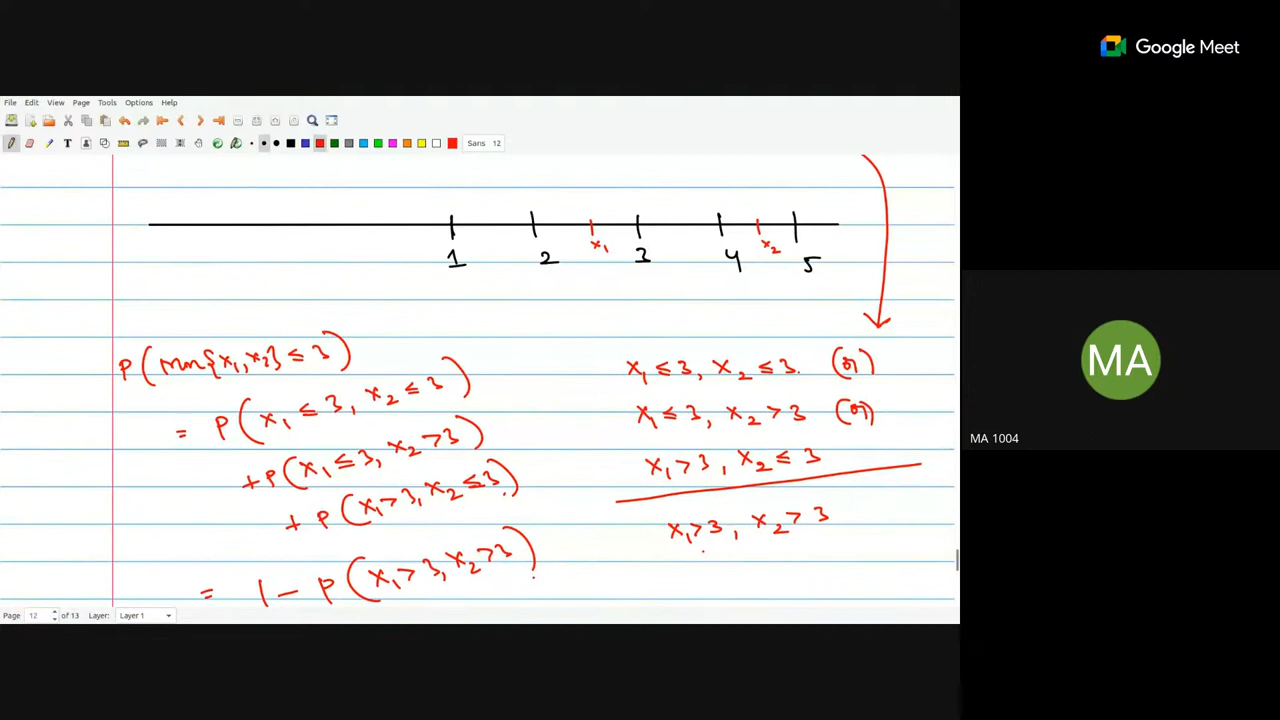 Google Meet
File Edit View Page Tools Options Help
Sans 12
x₁ x₂
1 2 3 4 5
P(min{x₁, x₂} ≤ 3)
= P(x₁ ≤ 3, x₂ ≤ 3)
+ P(x₁ ≤ 3, x₂ > 3)
+ P(x₁ > 3, x₂ ≤ 3).
= 1 - P(x₁ > 3, x₂ > 3).
x₁ ≤ 3, x₂ ≤ 3. (or)
x₁ ≤ 3, x₂ > 3 (or)
x₁ > 3, x₂ ≤ 3
x₁ > 3, x₂ > 3
MA
MA 1004
Page 12 of 13 Layer: Layer 1